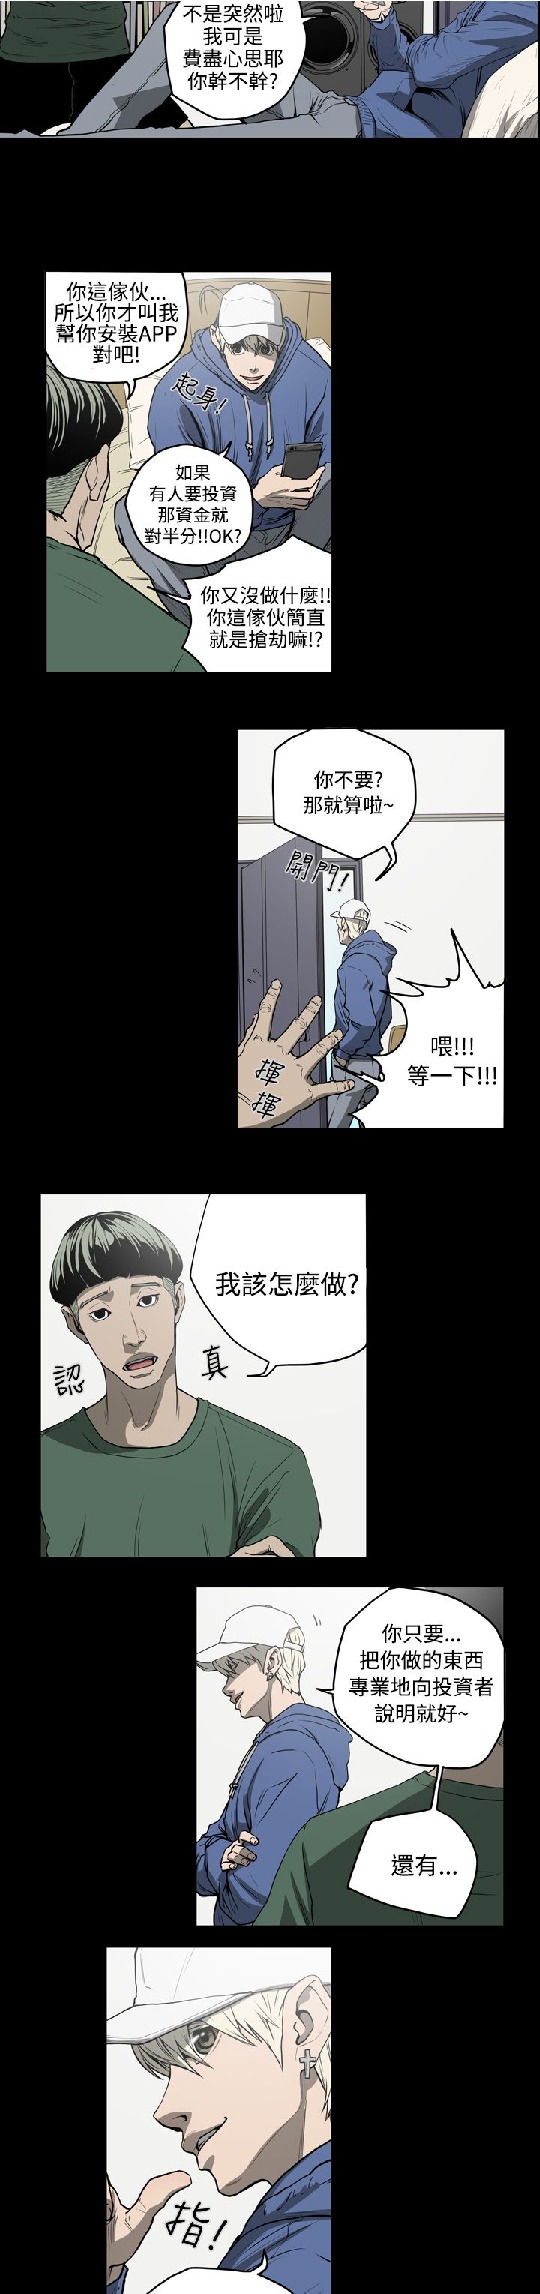 不是突然啦
我可是
費盡心思耶
你幹不幹?
你這傢伙...
所以你才叫我
幫你安裝APP
對吧!
起身!
如果
有人要投資
那資金就
對半分!!OK?
你又沒做什麼!!
你這傢伙簡直
就是搶劫嘛!?
你不要?
那就算啦~
開門!
喂!!!
等一下!!!
揮
揮
我該怎麼做?
認
真
你只要...
把你做的東西
專業地向投資者
說明就好~
還有...
指!